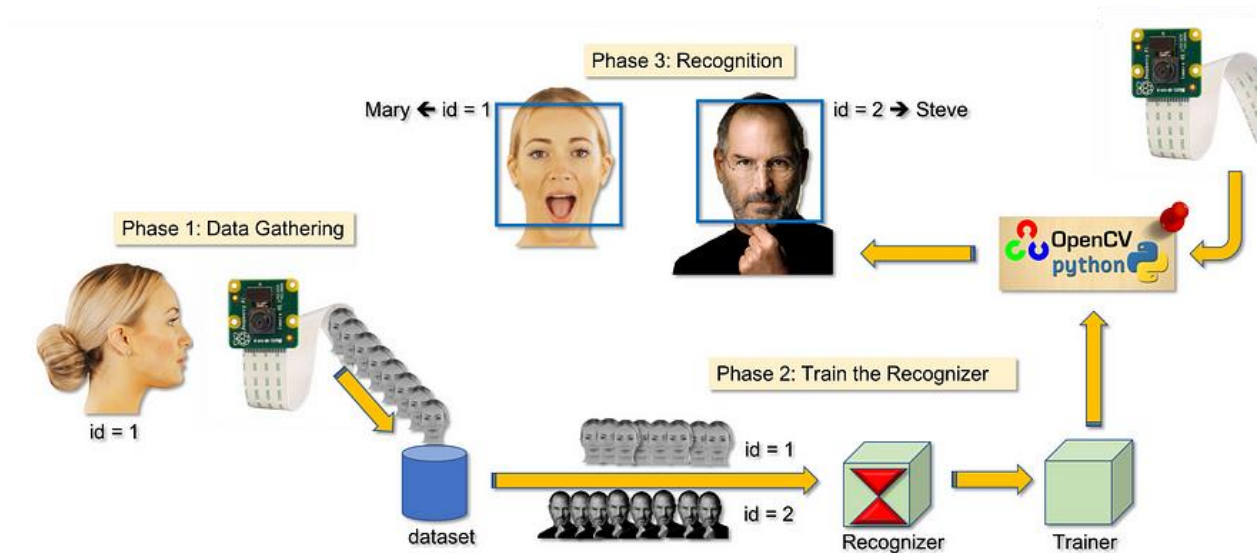 Phase 3: Recognition
Mary ← id = 1
id = 2 → Steve
Phase 1: Data Gathering
OpenCV
python
Phase 2: Train the Recognizer
id = 1
id = 1
id = 2
dataset
Recognizer
Trainer